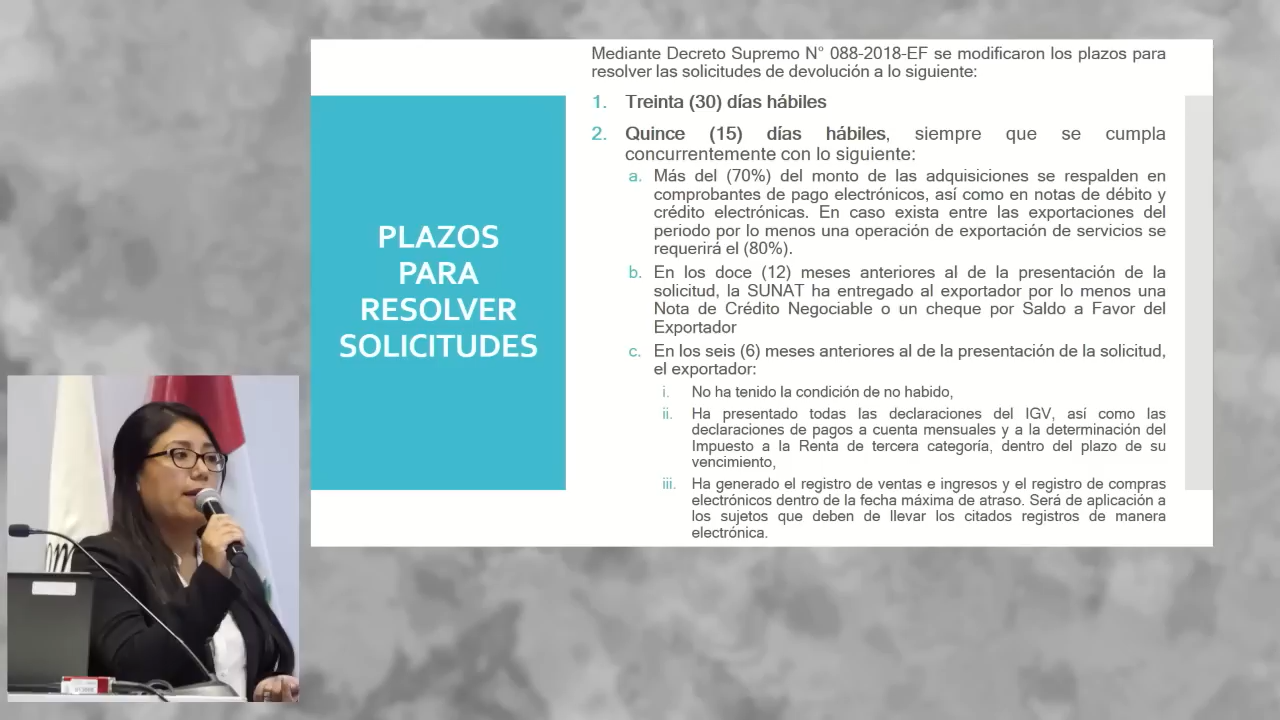 Mediante Decreto Supremo N° 088-2018-EF se modificaron los plazos para
resolver las solicitudes de devolución a lo siguiente:
1. Treinta (30) días hábiles
2. Quince (15) días hábiles, siempre que se cumpla
concurrentemente con lo siguiente:
a. Más del (70%) del monto de las adquisiciones se respalden en
comprobantes de pago electrónicos, así como en notas de débito y
crédito electrónicas. En caso exista entre las exportaciones del
periodo por lo menos una operación de exportación de servicios se
requerirá el (80%).
b. En los doce (12) meses anteriores al de la presentación de la
solicitud, la SUNAT ha entregado al exportador por lo menos una
Nota de Crédito Negociable o un cheque por Saldo a Favor del
Exportador
c. En los seis (6) meses anteriores al de la presentación de la solicitud,
el exportador:
i. No ha tenido la condición de no habido,
ii. Ha presentado todas las declaraciones del IGV, así como las
declaraciones de pagos a cuenta mensuales y a la determinación del
Impuesto a la Renta de tercera categoría, dentro del plazo de su
vencimiento,
iii. Ha generado el registro de ventas e ingresos y el registro de compras
electrónicos dentro de la fecha máxima de atraso. Será de aplicación a
los sujetos que deben de llevar los citados registros de manera
electrónica.
PLAZOS
PARA
RESOLVER
SOLICITUDES